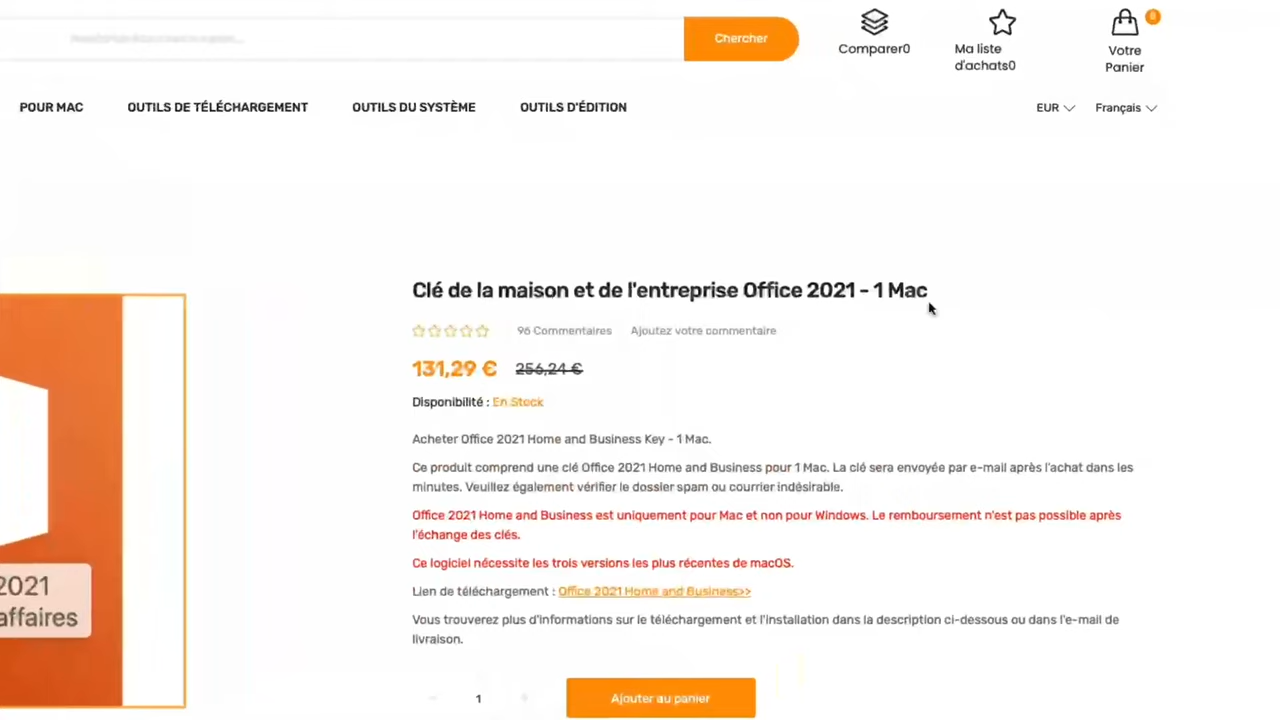 Chercher
Comparer0
Ma liste
d'achats0
0
Votre
Panier
POUR MAC
OUTILS DE TÉLÉCHARGEMENT
OUTILS DU SYSTÈME
OUTILS D'ÉDITION
EUR
Français
Clé de la maison et de l'entreprise Office 2021 - 1 Mac
96 Commentaires
Ajoutez votre commentaire
131,29 €
256,24 €
Disponibilité : En Stock
Acheter Office 2021 Home and Business Key - 1 Mac.
Ce produit comprend une clé Office 2021 Home and Business pour 1 Mac. La clé sera envoyée par e-mail après l'achat dans les
minutes. Veuillez également vérifier le dossier spam ou courrier indésirable.
Office 2021 Home and Business est uniquement pour Mac et non pour Windows. Le remboursement n'est pas possible après
l'échange des clés.
Ce logiciel nécessite les trois versions les plus récentes de macOS.
Lien de téléchargement : Office 2021 Home and Business>>
2021
affaires
Vous trouverez plus d'informations sur le téléchargement et l'installation dans la description ci-dessous ou dans l'e-mail de
livraison.
1
Ajouter au panier